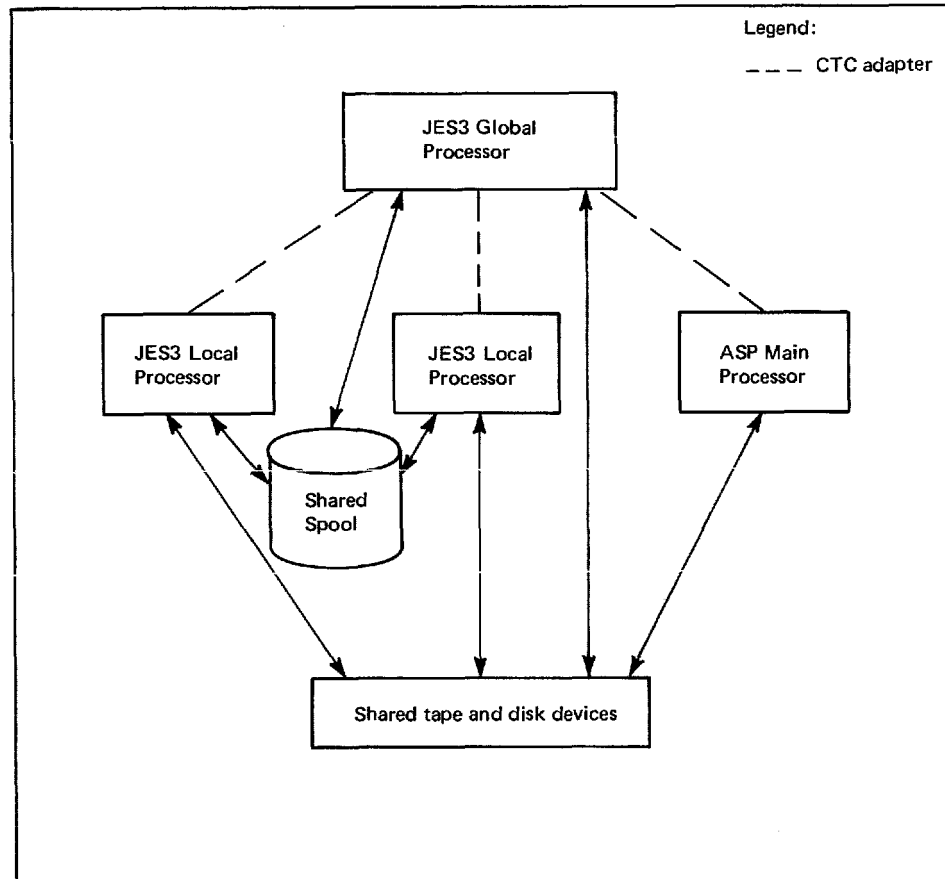 Legend:
CTC adapter
JES3 Global
Processor
JES3 Local
Processor
JES3 Local
Processor
ASP Main
Processor
Shared
Spool
Shared tape and disk devices